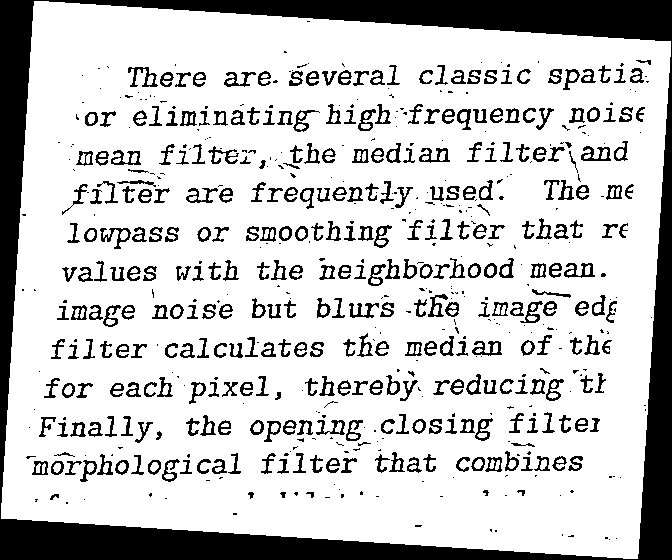 There are several classic spatia
or eliminating high frequency noise
mean filter, the median filter and
filter are frequently used. The me
lowpass or smoothing filter that re
values with the neighborhood mean.
image noise but blurs the image edg
filter calculates the median of the
for each pixel, thereby reducing th
Finally, the opening closing filter
morphological filter that combines